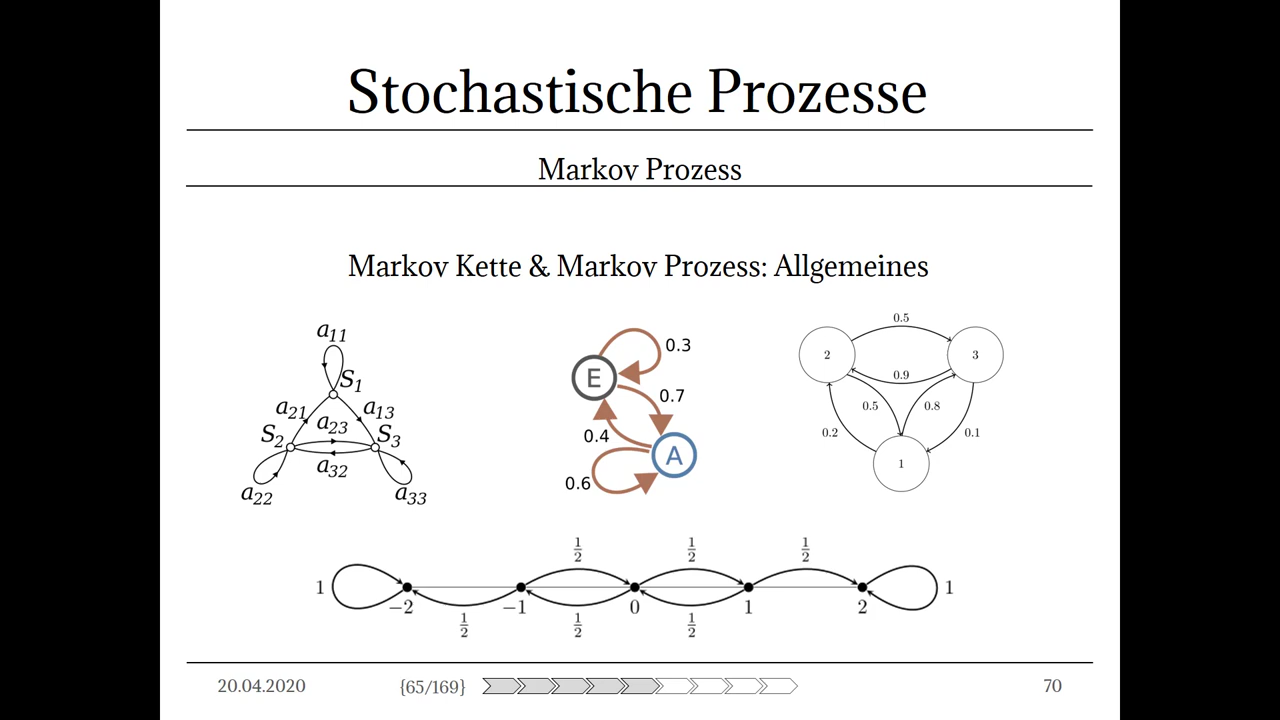 Stochastische Prozesse
Markov Prozess
Markov Kette & Markov Prozess: Allgemeines
a11
S1
a21
a13
a23
S2
S3
a32
a22
a33
E
0.3
0.7
0.4
A
0.6
0.5
2
3
0.9
0.5
0.8
0.2
0.1
1
1/2 1/2 1/2
1 1
−2 −1 0 1 2
1/2 1/2 1/2
20.04.2020 {65/169} 70